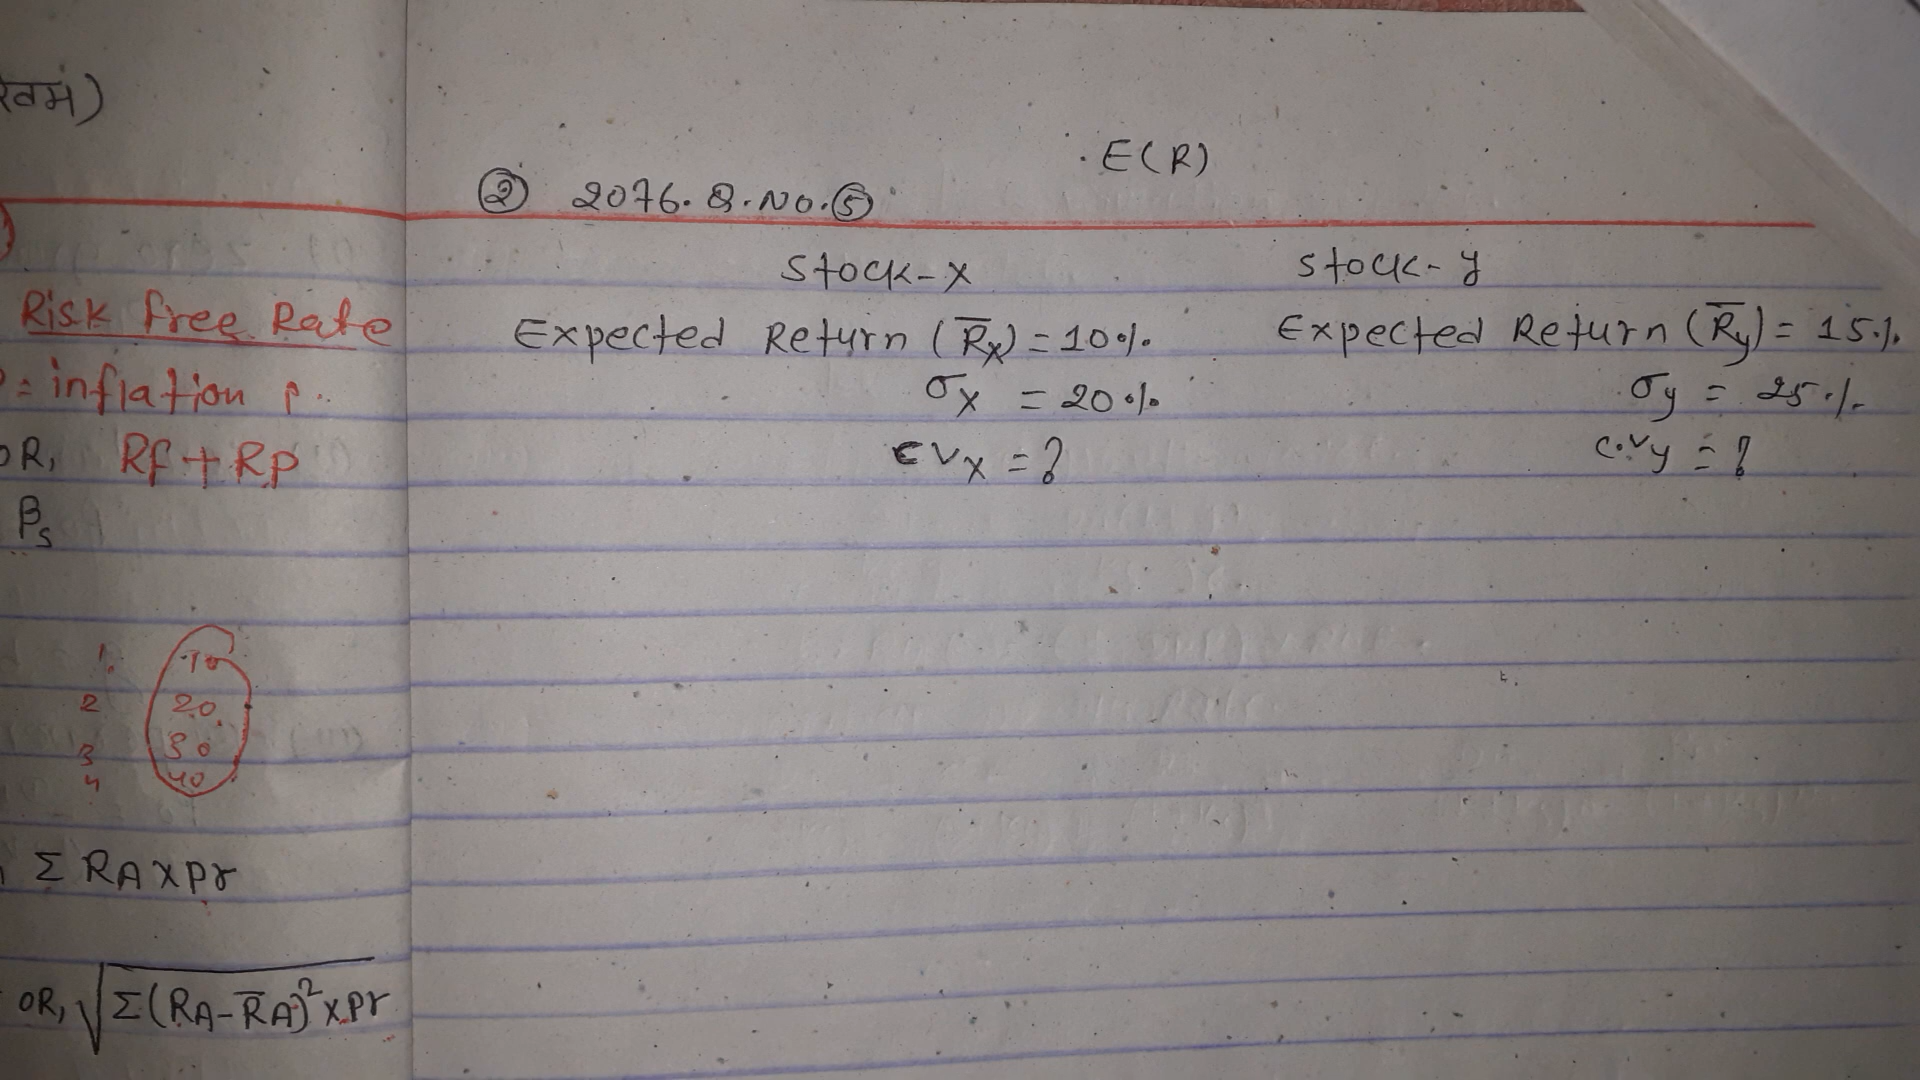 E(R)
② 2076. Q.No.⑤
Stock-X Stock-y
Expected Return (R̅x) = 10% Expected Return (R̅y) = 15%
σx = 20% σy = 25%
CVx = ? C.Vy = ?
Risk free Rate
= inflation P..
OR, Rf + Rp
βs
1. 10
2 20
3 30
4 40
Σ RA x Pr
OR, √Σ(RA-R̅A)² x Pr